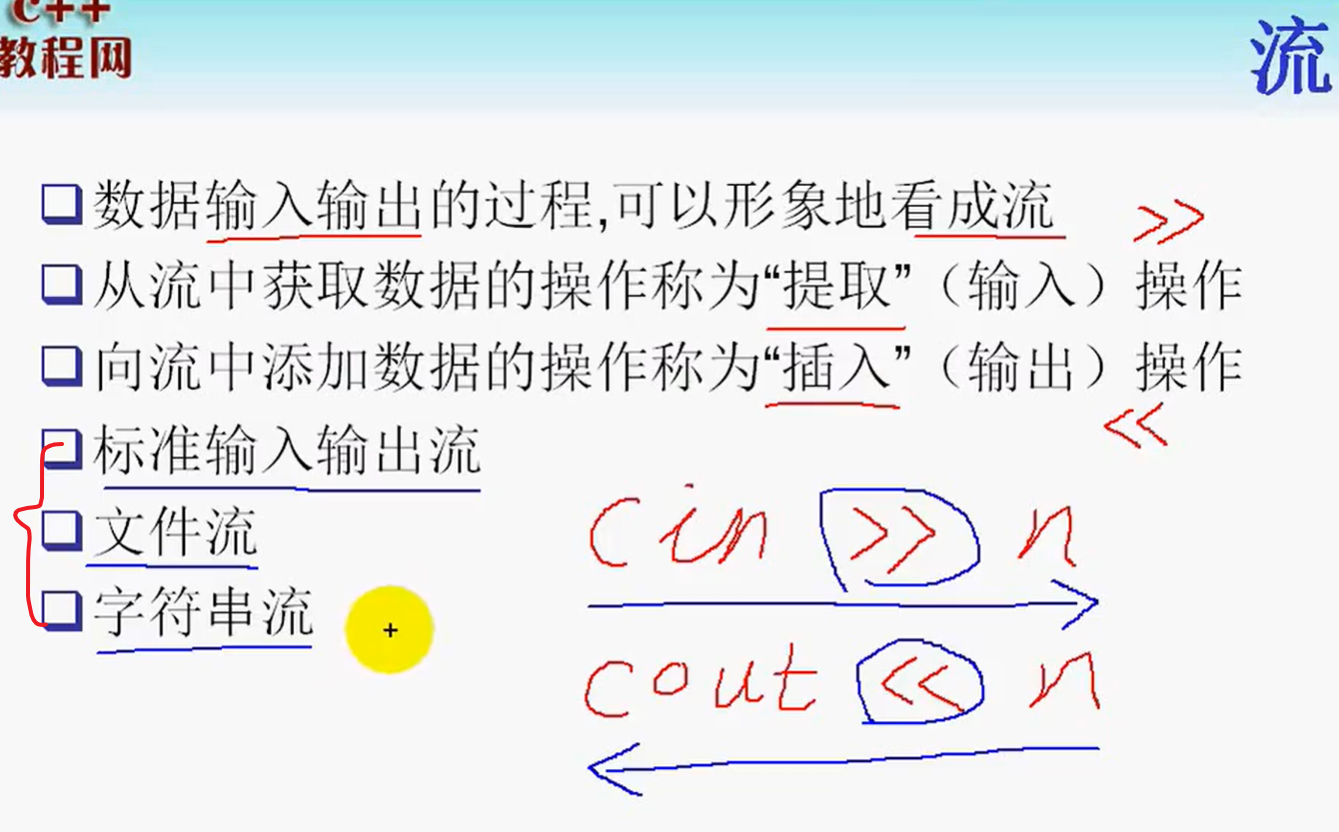 c++
教程网
流
数据输入输出的过程,可以形象地看成流 >>
从流中获取数据的操作称为“提取”（输入）操作
向流中添加数据的操作称为“插入”（输出）操作
<<
标准输入输出流
文件流
字符串流
cin >> n
cout << n